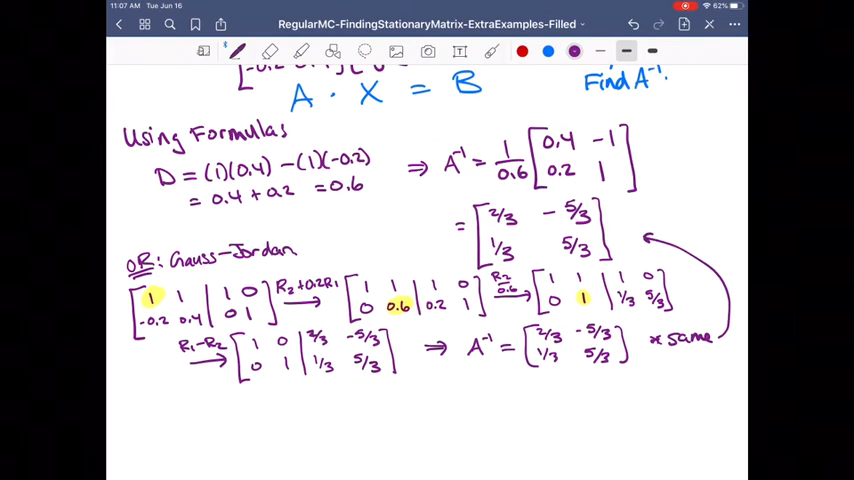 11:07 AM Tue Jun 16
62%
RegularMC-FindingStationaryMatrix-ExtraExamples-Filled
A · X = B
Find A⁻¹.
Using Formulas
D = (1)(0.4) - (1)(-0.2)
= 0.4 + 0.2 = 0.6
⇒ A⁻¹ = 1/0.6 [0.4 -1
0.2 1]
= [2/3 -5/3
1/3 5/3]
OR: Gauss-Jordan
[1 1 | 1 0
-0.2 0.4 | 0 1] R2+0.2R1 → [1 1 | 1 0
0 0.6 | 0.2 1] R2/0.6 → [1 1 | 1 0
0 1 | 1/3 5/3]
R1-R2 → [1 0 | 2/3 -5/3
0 1 | 1/3 5/3] ⇒ A⁻¹ = [2/3 -5/3
1/3 5/3] * same